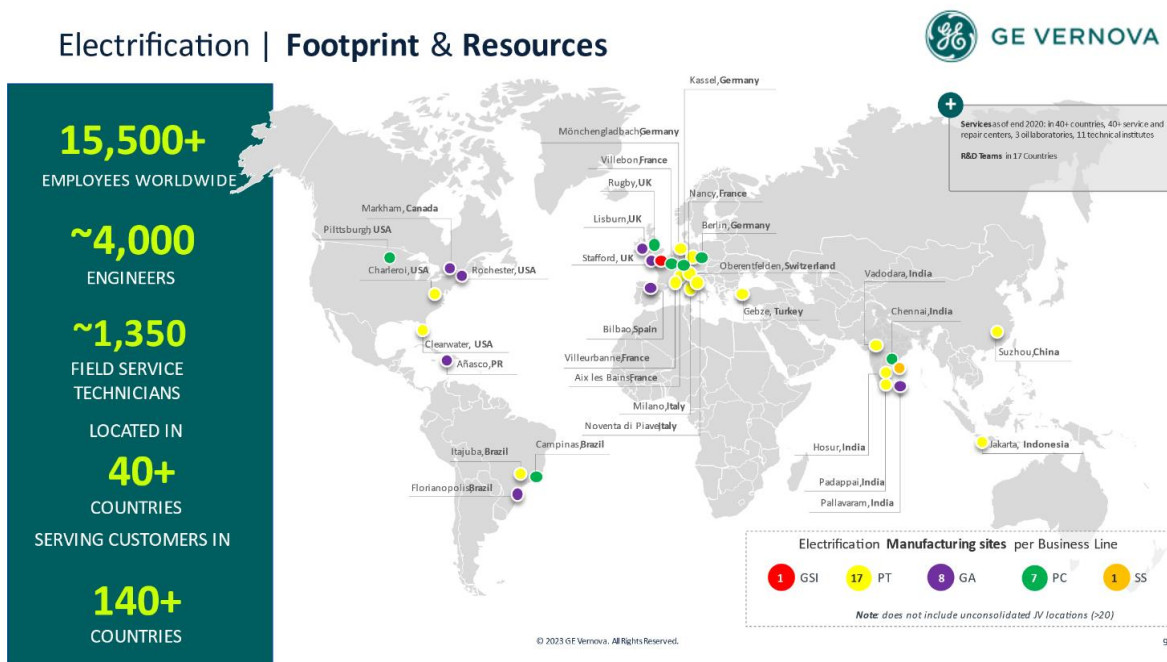 Electrification | Footprint & Resources
GE VERNOVA
15,500+
EMPLOYEES WORLDWIDE
~4,000
ENGINEERS
~1,350
FIELD SERVICE
TECHNICIANS
LOCATED IN
40+
COUNTRIES
SERVING CUSTOMERS IN
140+
COUNTRIES
+
Services as of end 2020: in 40+ countries, 40+ service and
repair centers, 3 oil laboratories, 11 technical institutes
R&D Teams in 17 Countries
Kassel, Germany
Mönchengladbach, Germany
Villebon, France
Rugby, UK
Nancy, France
Lisburn, UK
Berlin, Germany
Stafford, UK
Oberentfelden, Switzerland
Markham, Canada
Pilttsburgh USA
Charleroi, USA
Rochester, USA
Clearwater, USA
Añasco, PR
Vadodara, India
Gebze, Turkey
Chennai, India
Bilbao, Spain
Suzhou, China
Villeurbanne, France
Aix les Bains France
Milano, Italy
Noventa di Piave Italy
Itajuba, Brazil
Campinas, Brazil
Florianopolis Brazil
Hosur, India
Jakarta, Indonesia
Padappai, India
Pallavaram, India
Electrification Manufacturing sites per Business Line
1 GSI 17 PT 8 GA 7 PC 1 SS
Note: does not include unconsolidated JV locations (>20)
© 2023 GE Vernova. All Rights Reserved.
9